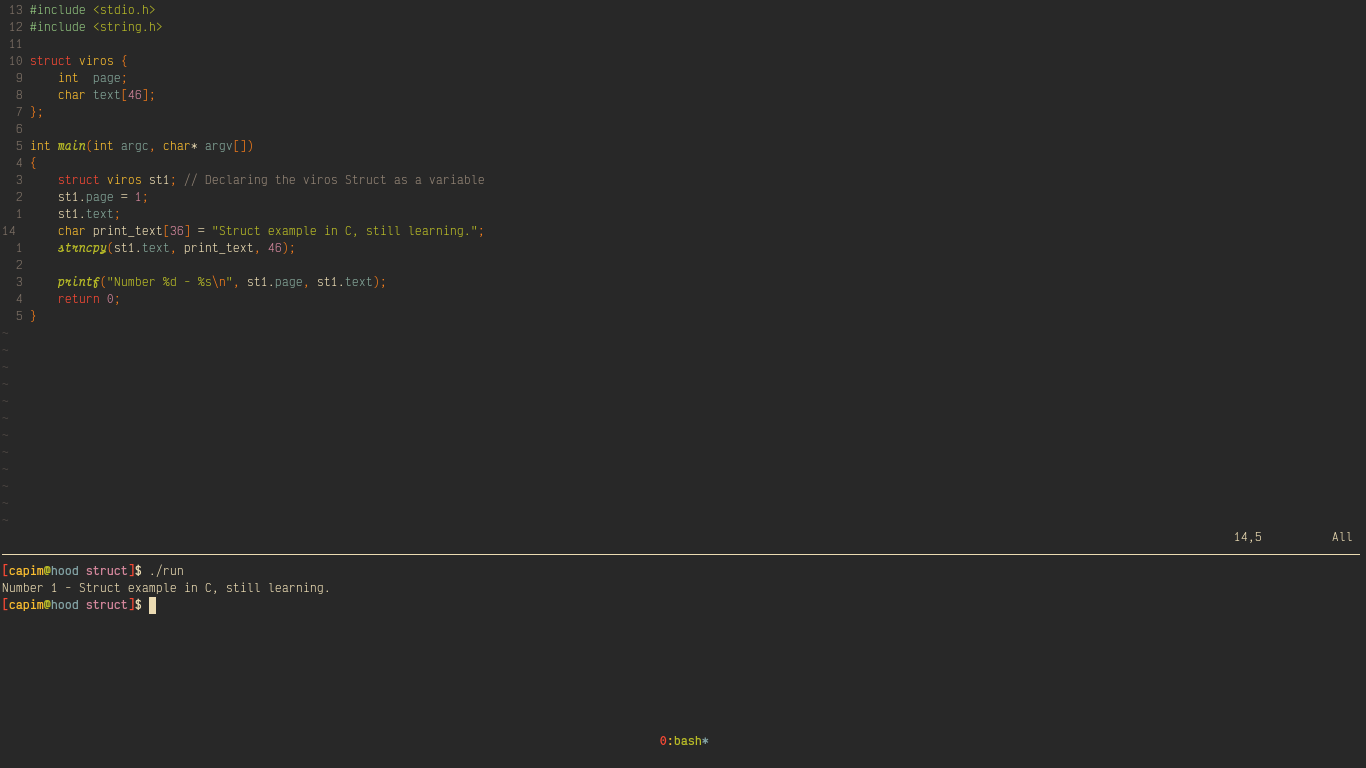 13 #include <stdio.h>
12 #include <string.h>
11
10 struct viros {
9     int  page;
8     char text[46];
7 };
6
5 int main(int argc, char* argv[])
4 {
3     struct viros st1; // Declaring the viros Struct as a variable
2     st1.page = 1;
1     st1.text;
14     char print_text[36] = "Struct example in C, still learning.";
1     strncpy(st1.text, print_text, 46);
2
3     printf("Number %d - %s\n", st1.page, st1.text);
4     return 0;
5 }
~
~
~
~
~
~
~
~
~
~
~
~
14,5          All
[capim@hood struct]$ ./run
Number 1 - Struct example in C, still learning.
[capim@hood struct]$
0:bash*